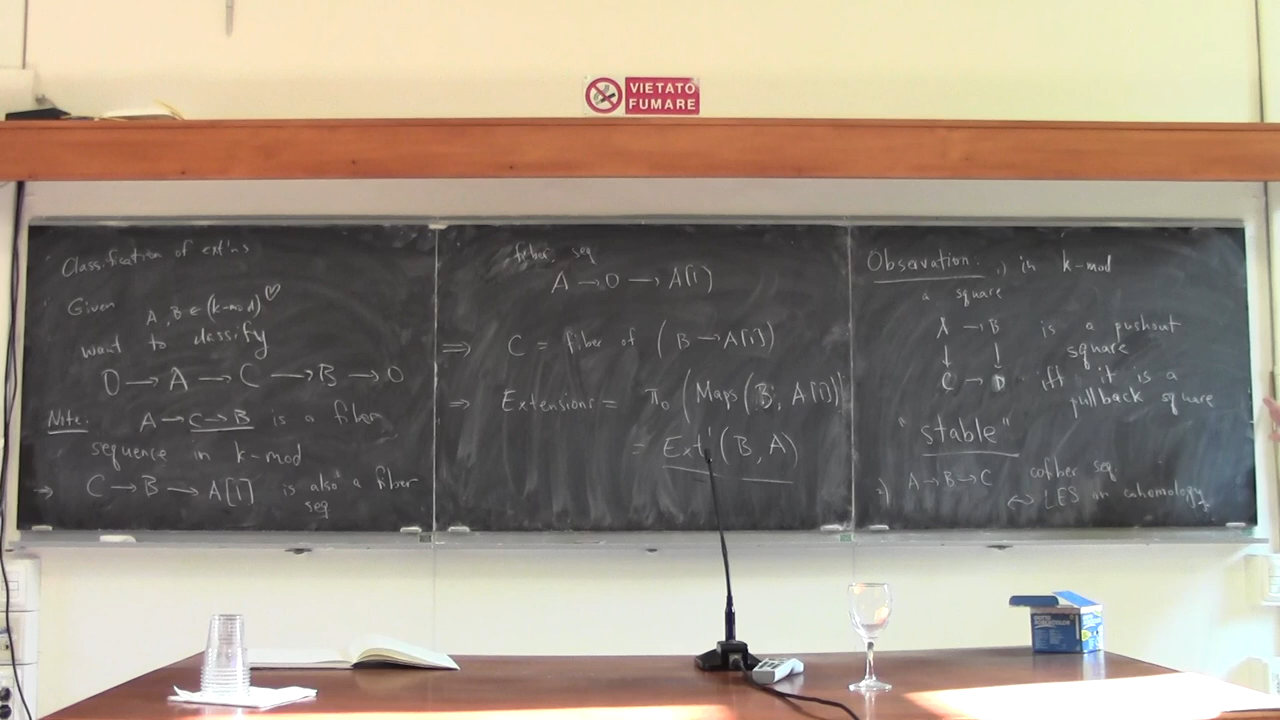 VIETATO
FUMARE
Classification of ext'ns
Given
A, B ∈ (k-mod)♡
want to classify
0 → A → C → B → 0
Note: A → C → B is a fiber
sequence in k-mod
⇒ C → B → A[1] is also a fiber
seq
fiber seq
A → 0 → A[1]
⇒ C = fiber of (B → A[1])
⇒ Extensions = π₀ (Maps(B, A[1]))
= Ext¹(B, A)
Observation: 1) in k-mod
a square
A → B is a pushout
↓ ↓ square
C → D iff it is a
pullback square
"stable"
2) A → B → C cofiber seq.
↔ LES on cohomology